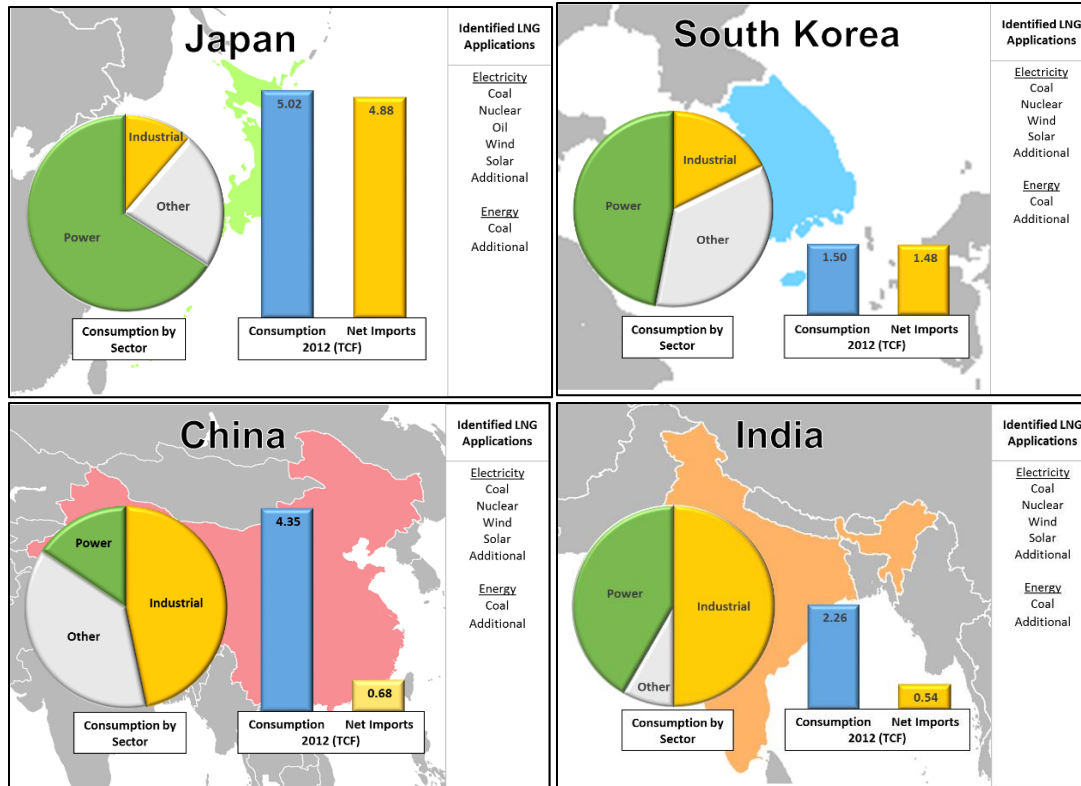 Japan
Identified LNG
Applications
Electricity
Coal
Nuclear
Oil
Wind
Solar
Additional
Energy
Coal
Additional
5.02
4.88
Industrial
Other
Power
Consumption by
Sector
Consumption Net Imports
2012 (TCF)
South Korea
Identified LNG
Applications
Electricity
Coal
Nuclear
Wind
Solar
Additional
Energy
Coal
Additional
Industrial
Power
Other
1.50
1.48
Consumption by
Sector
Consumption Net Imports
2012 (TCF)
China
Identified LNG
Applications
Electricity
Coal
Nuclear
Wind
Solar
Additional
Energy
Coal
Additional
4.35
Power
Industrial
Other
0.68
Consumption by
Sector
Consumption Net Imports
2012 (TCF)
India
Identified LNG
Applications
Electricity
Coal
Nuclear
Wind
Solar
Additional
Energy
Coal
Additional
Power
Industrial
Other
2.26
0.54
Consumption by
Sector
Consumption Net Imports
2012 (TCF)